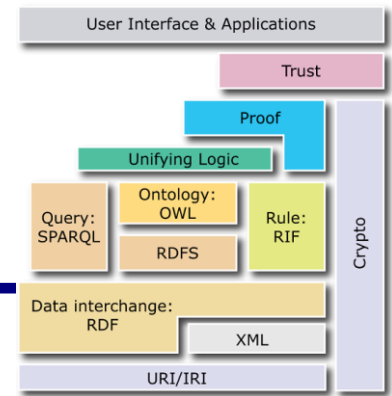 User Interface & Applications
Trust
Proof
Unifying Logic
Query:
SPARQL
Ontology:
OWL
RDFS
Rule:
RIF
Crypto
Data interchange:
RDF
XML
URI/IRI